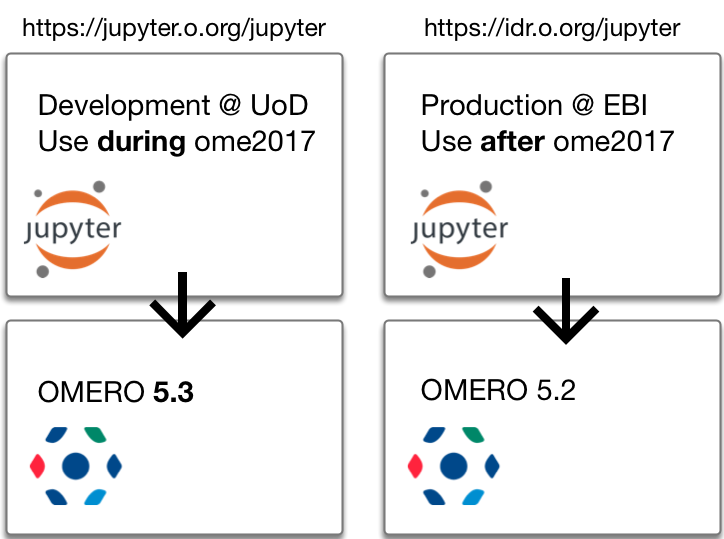 https://jupyter.o.org/jupyter
https://idr.o.org/jupyter
Development @ UoD
Use during ome2017
jupyter
Production @ EBI
Use after ome2017
jupyter
OMERO 5.3
OMERO 5.2